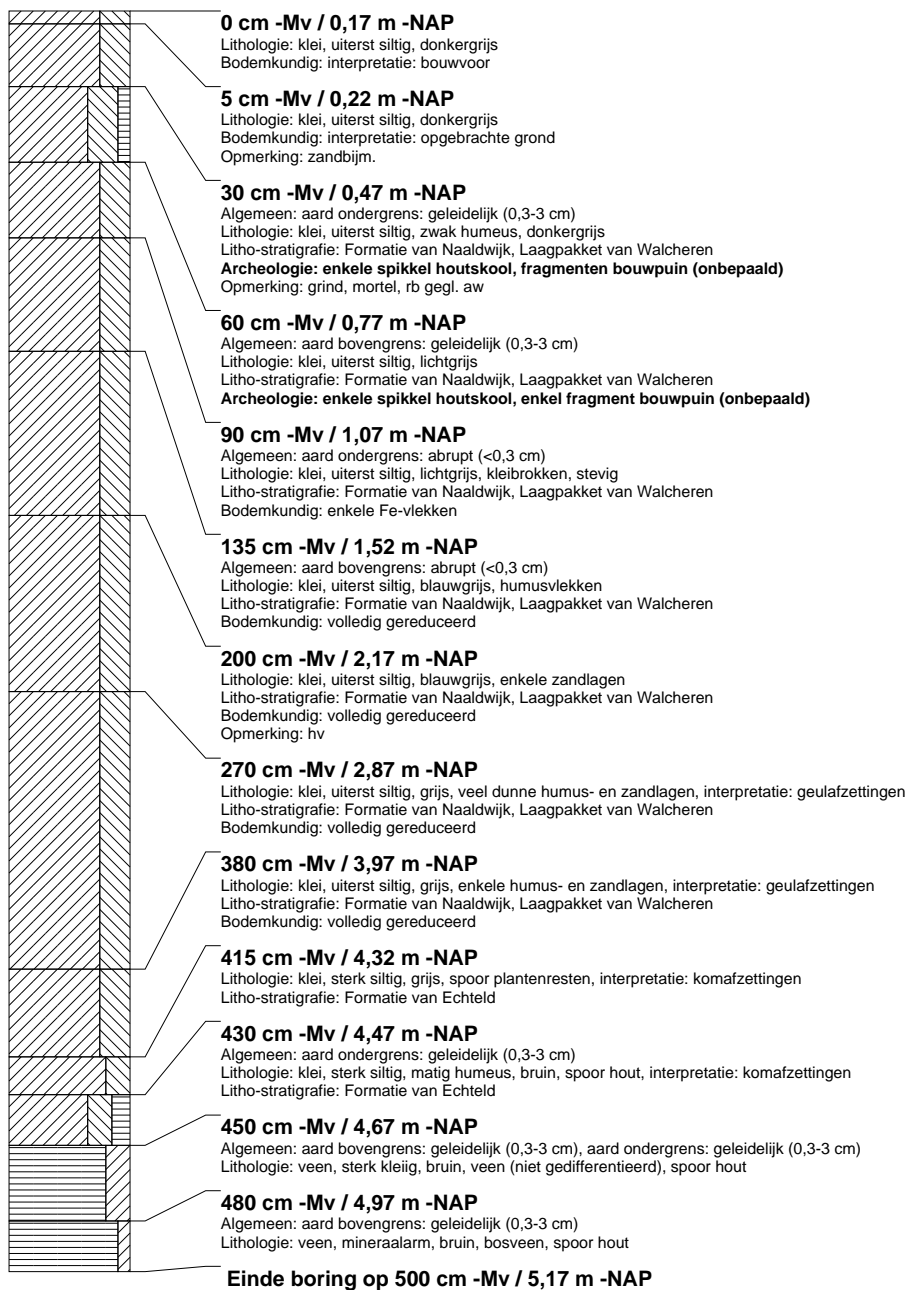 0 cm -Mv / 0,17 m -NAP
Lithologie: klei, uiterst siltig, donkergrijs
Bodemkundig: interpretatie: bouwvoor
5 cm -Mv / 0,22 m -NAP
Lithologie: klei, uiterst siltig, donkergrijs
Bodemkundig: interpretatie: opgebrachte grond
Opmerking: zandbijm.
30 cm -Mv / 0,47 m -NAP
Algemeen: aard ondergrens: geleidelijk (0,3-3 cm)
Lithologie: klei, uiterst siltig, zwak humeus, donkergrijs
Litho-stratigrafie: Formatie van Naaldwijk, Laagpakket van Walcheren
Archeologie: enkele spikkel houtskool, fragmenten bouwpuin (onbepaald)
Opmerking: grind, mortel, rb gegl. aw
60 cm -Mv / 0,77 m -NAP
Algemeen: aard bovengrens: geleidelijk (0,3-3 cm)
Lithologie: klei, uiterst siltig, lichtgrijs
Litho-stratigrafie: Formatie van Naaldwijk, Laagpakket van Walcheren
Archeologie: enkele spikkel houtskool, enkel fragment bouwpuin (onbepaald)
90 cm -Mv / 1,07 m -NAP
Algemeen: aard ondergrens: abrupt (<0,3 cm)
Lithologie: klei, uiterst siltig, lichtgrijs, kleibrokken, stevig
Litho-stratigrafie: Formatie van Naaldwijk, Laagpakket van Walcheren
Bodemkundig: enkele Fe-vlekken
135 cm -Mv / 1,52 m -NAP
Algemeen: aard bovengrens: abrupt (<0,3 cm)
Lithologie: klei, uiterst siltig, blauwgrijs, humusvlekken
Litho-stratigrafie: Formatie van Naaldwijk, Laagpakket van Walcheren
Bodemkundig: volledig gereduceerd
200 cm -Mv / 2,17 m -NAP
Lithologie: klei, uiterst siltig, blauwgrijs, enkele zandlagen
Litho-stratigrafie: Formatie van Naaldwijk, Laagpakket van Walcheren
Bodemkundig: volledig gereduceerd
Opmerking: hv
270 cm -Mv / 2,87 m -NAP
Lithologie: klei, uiterst siltig, grijs, veel dunne humus- en zandlagen, interpretatie: geulafzettingen
Litho-stratigrafie: Formatie van Naaldwijk, Laagpakket van Walcheren
Bodemkundig: volledig gereduceerd
380 cm -Mv / 3,97 m -NAP
Lithologie: klei, uiterst siltig, grijs, enkele humus- en zandlagen, interpretatie: geulafzettingen
Litho-stratigrafie: Formatie van Naaldwijk, Laagpakket van Walcheren
Bodemkundig: volledig gereduceerd
415 cm -Mv / 4,32 m -NAP
Lithologie: klei, sterk siltig, grijs, spoor plantenresten, interpretatie: komafzettingen
Litho-stratigrafie: Formatie van Echteld
430 cm -Mv / 4,47 m -NAP
Algemeen: aard ondergrens: geleidelijk (0,3-3 cm)
Lithologie: klei, sterk siltig, matig humeus, bruin, spoor hout, interpretatie: komafzettingen
Litho-stratigrafie: Formatie van Echteld
450 cm -Mv / 4,67 m -NAP
Algemeen: aard bovengrens: geleidelijk (0,3-3 cm), aard ondergrens: geleidelijk (0,3-3 cm)
Lithologie: veen, sterk kleiig, bruin, veen (niet gedifferentieerd), spoor hout
480 cm -Mv / 4,97 m -NAP
Algemeen: aard bovengrens: geleidelijk (0,3-3 cm)
Lithologie: veen, mineraalarm, bruin, bosveen, spoor hout
Einde boring op 500 cm -Mv / 5,17 m -NAP